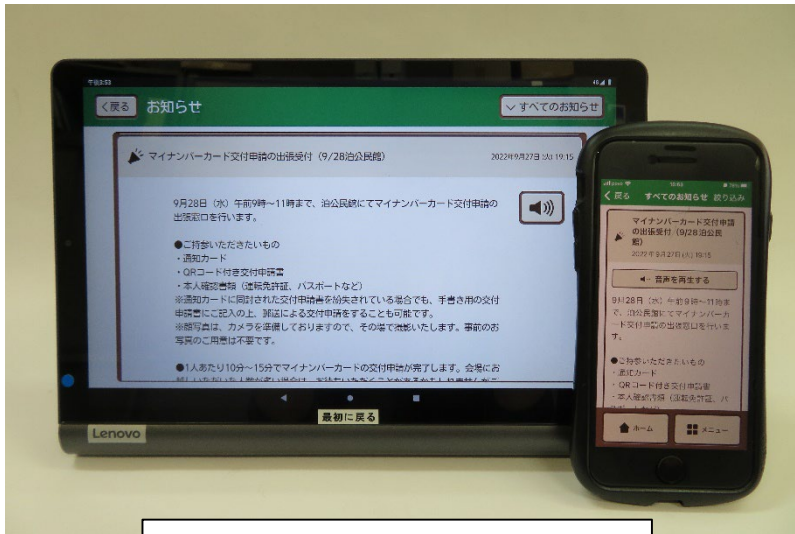 午後3:53
4G
く戻る お知らせ
すべてのお知らせ
マイナンバーカード交付申請の出張受付（9/28泊公民館）
2022年9月27日（火）19:15
9月28日（水）午前9時～11時まで、泊公民館にてマイナンバーカード交付申請の
出張窓口を行います。
●ご持参いただきたいもの
・通知カード
・QRコード付き交付申請書
・本人確認書類（運転免許証、パスポートなど）
※通知カードに同封された交付申請書を紛失されている場合でも、手書き用の交付
申請書にご記入の上、郵送による交付申請をすることも可能です。
※顔写真は、カメラを準備しておりますので、その場で撮影いたします。事前のお
写真のご用意は不要です。
●1人あたり10分～15分でマイナンバーカードの交付申請が完了します。会場にお
最初に戻る
Lenovo
く戻る すべてのお知らせ 絞り込み
マイナンバーカード交付申請
の出張受付（9/28泊公民
館）
2022年9月27日（火）19:15
音声を再生する
9月28日（水）午前9時～11時ま
で、泊公民館にてマイナンバーカ
ード交付申請の出張窓口を行いま
す。
●ご持参いただきたいもの
・通知カード
・QRコード付き交付申請書
・本人確認書類（運転免許証、パ
ホーム
メニュー